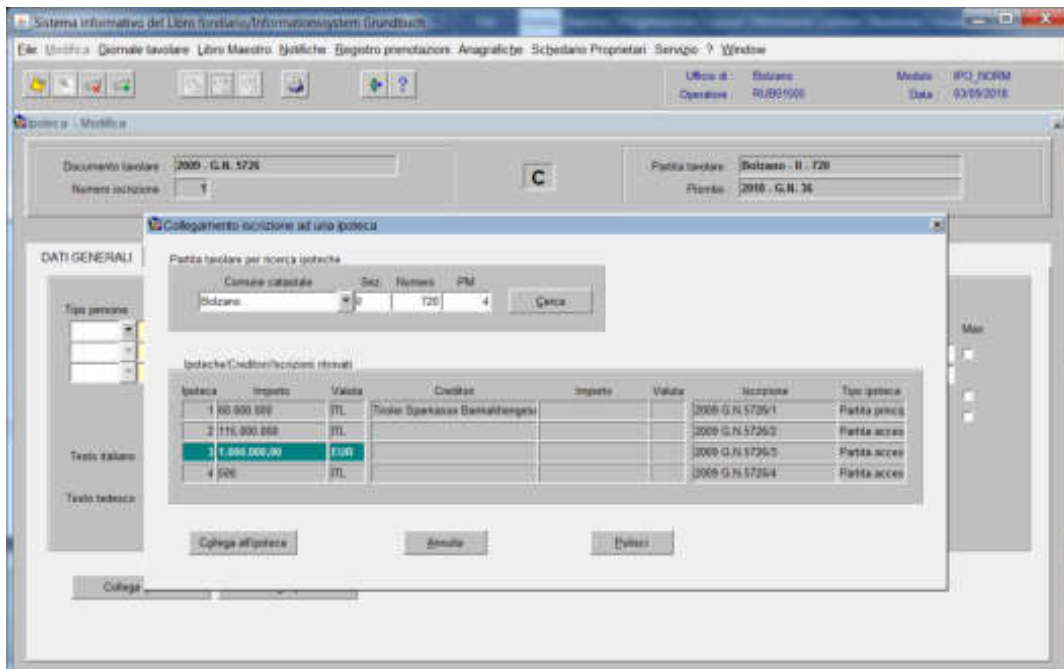 Sistema informativo del Libro fondiario/Informationssystem Grundbuch
File Modifica Giornale tavolare Libro Maestro Notifiche Registro prenotazioni Anagrafiche Schedario Proprietari Servizio ? Window
Ufficio di : Bolzano Modulo IPO_NORM
Operatore : Data 03/09/2018
Ipoteca - Modifica
Documento tavolare 2009 - G.N. 5726 C Partita tavolare Bolzano - II - 720
Numero iscrizione 1 Piombo 2010 - G.N. 36
Collegamento iscrizione ad una ipoteca
DATI GENERALI Partita tavolare per ricerca ipoteche
Comune catastale Sez. Numero PM
Bolzano II 720 4 Cerca
Tipo persone Max
Ipoteche/Creditori/Iscrizioni ritrovati
Ipoteca Importo Valuta Creditori Importo Valuta Iscrizione Tipo ipoteca
1 60.000.000 ITL Tiroler Sparkasse 2009 G.N.5726/1 Partita princ
2 115.000.000 ITL 2009 G.N.5726/2 Partita acces
3 1.000.000,00 EUR 2009 G.N.5726/3 Partita acces
4 ITL 2009 G.N.5726/4 Partita acces
Testo italiano
Testo tedesco
Collega all'ipoteca Annulla Pulisci
Collega